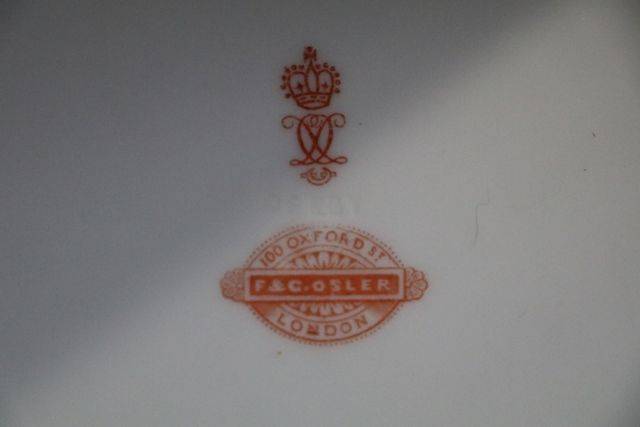 100 OXFORD ST
F & C. OSLER
LONDON